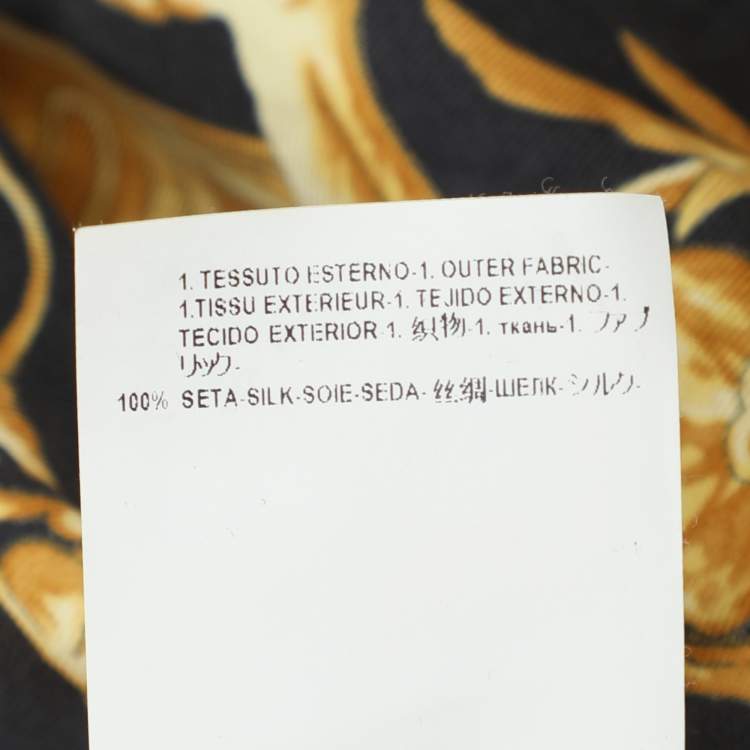 1. TESSUTO ESTERNO-1. OUTER FABRIC-
1.TISSU EXTERIEUR-1. TEJIDO EXTERNO-1.
TECIDO EXTERIOR-1. 织物-1. ткань-1. ファブ
リック-
100% SETA-SILK-SOIE-SEDA-丝绸-ШЕЛК-シルク-